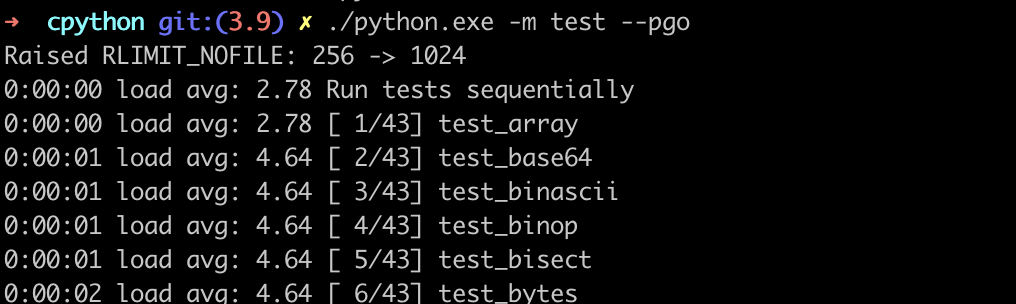 ➜ cpython git:(3.9) ✗ ./python.exe -m test --pgo
Raised RLIMIT_NOFILE: 256 -> 1024
0:00:00 load avg: 2.78 Run tests sequentially
0:00:00 load avg: 2.78 [ 1/43] test_array
0:00:01 load avg: 4.64 [ 2/43] test_base64
0:00:01 load avg: 4.64 [ 3/43] test_binascii
0:00:01 load avg: 4.64 [ 4/43] test_binop
0:00:01 load avg: 4.64 [ 5/43] test_bisect
0:00:02 load avg: 4.64 [ 6/43] test_bytes